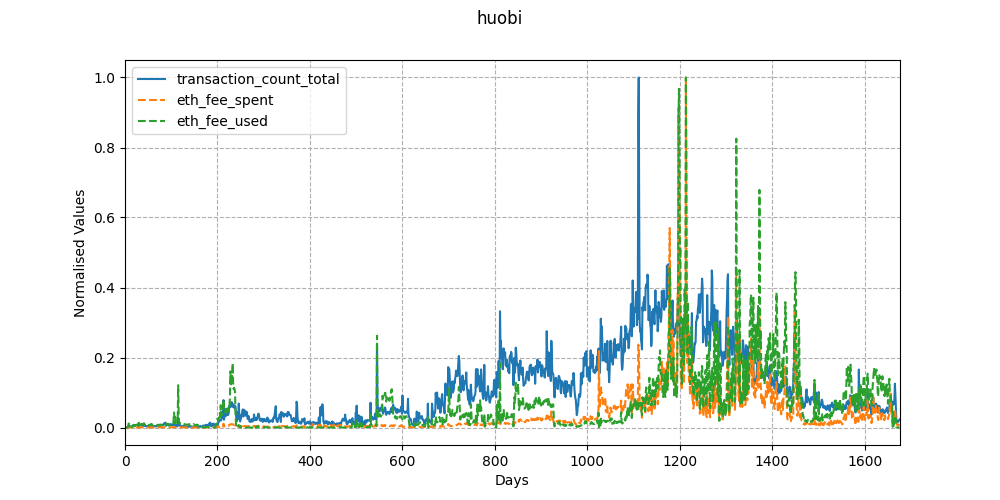 huobi
transaction_count_total
eth_fee_spent
eth_fee_used
Normalised Values
1.0
0.8
0.6
0.4
0.2
0.0
0 200 400 600 800 1000 1200 1400 1600
Days